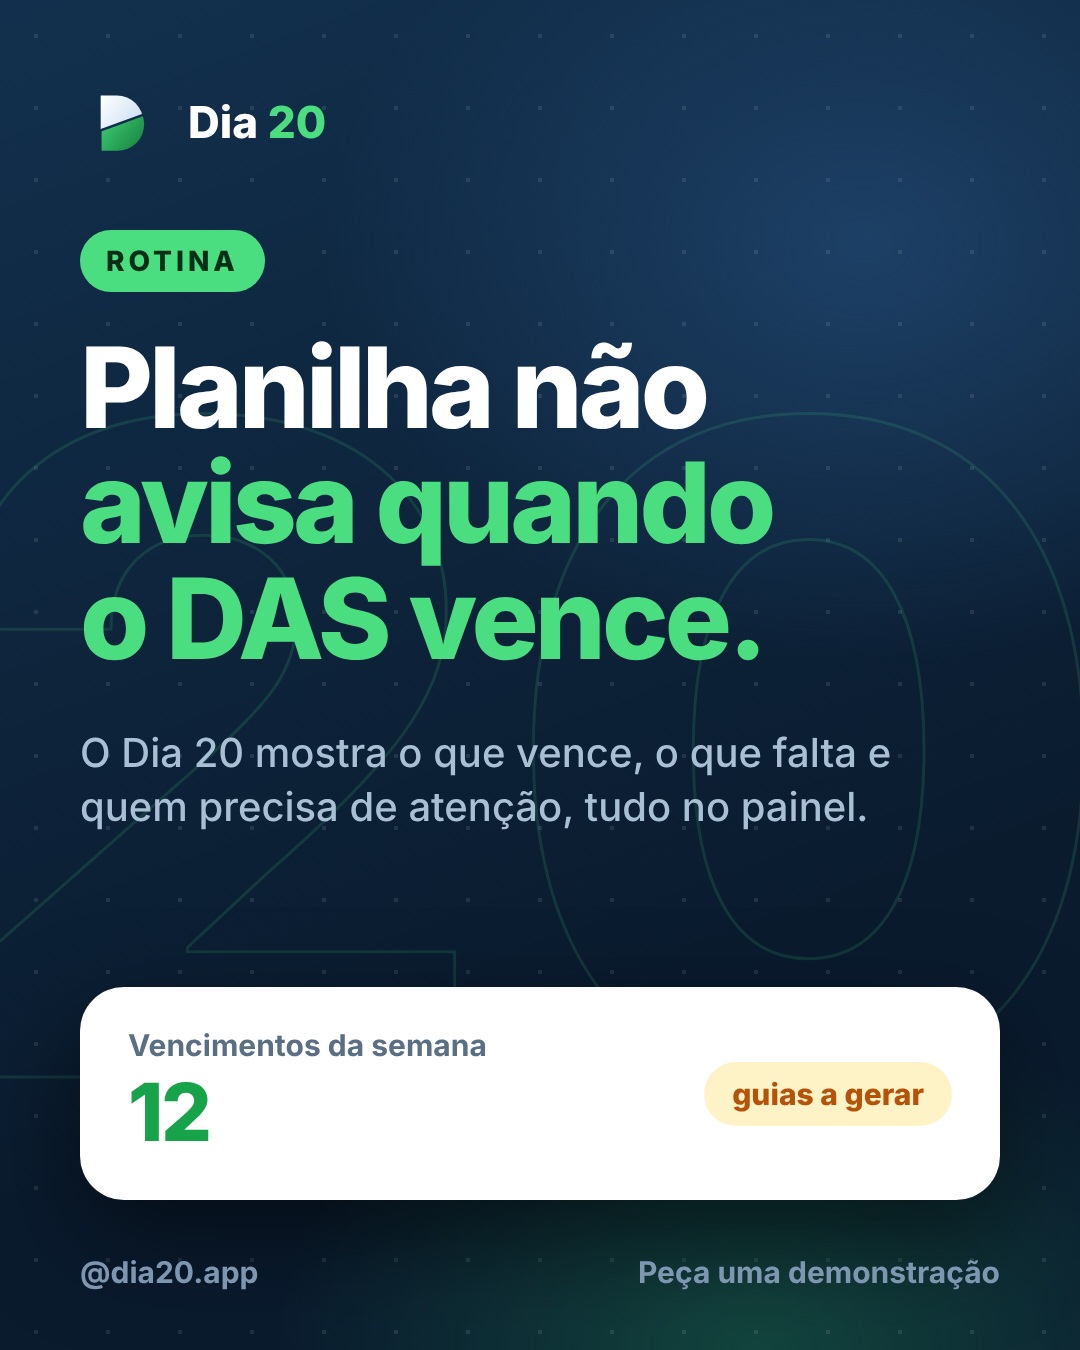 Dia 20
ROTINA
Planilha não
avisa quando
o DAS vence.
O Dia 20 mostra o que vence, o que falta e
quem precisa de atenção, tudo no painel.
Vencimentos da semana
12
guias a gerar
@dia20.app
Peça uma demonstração